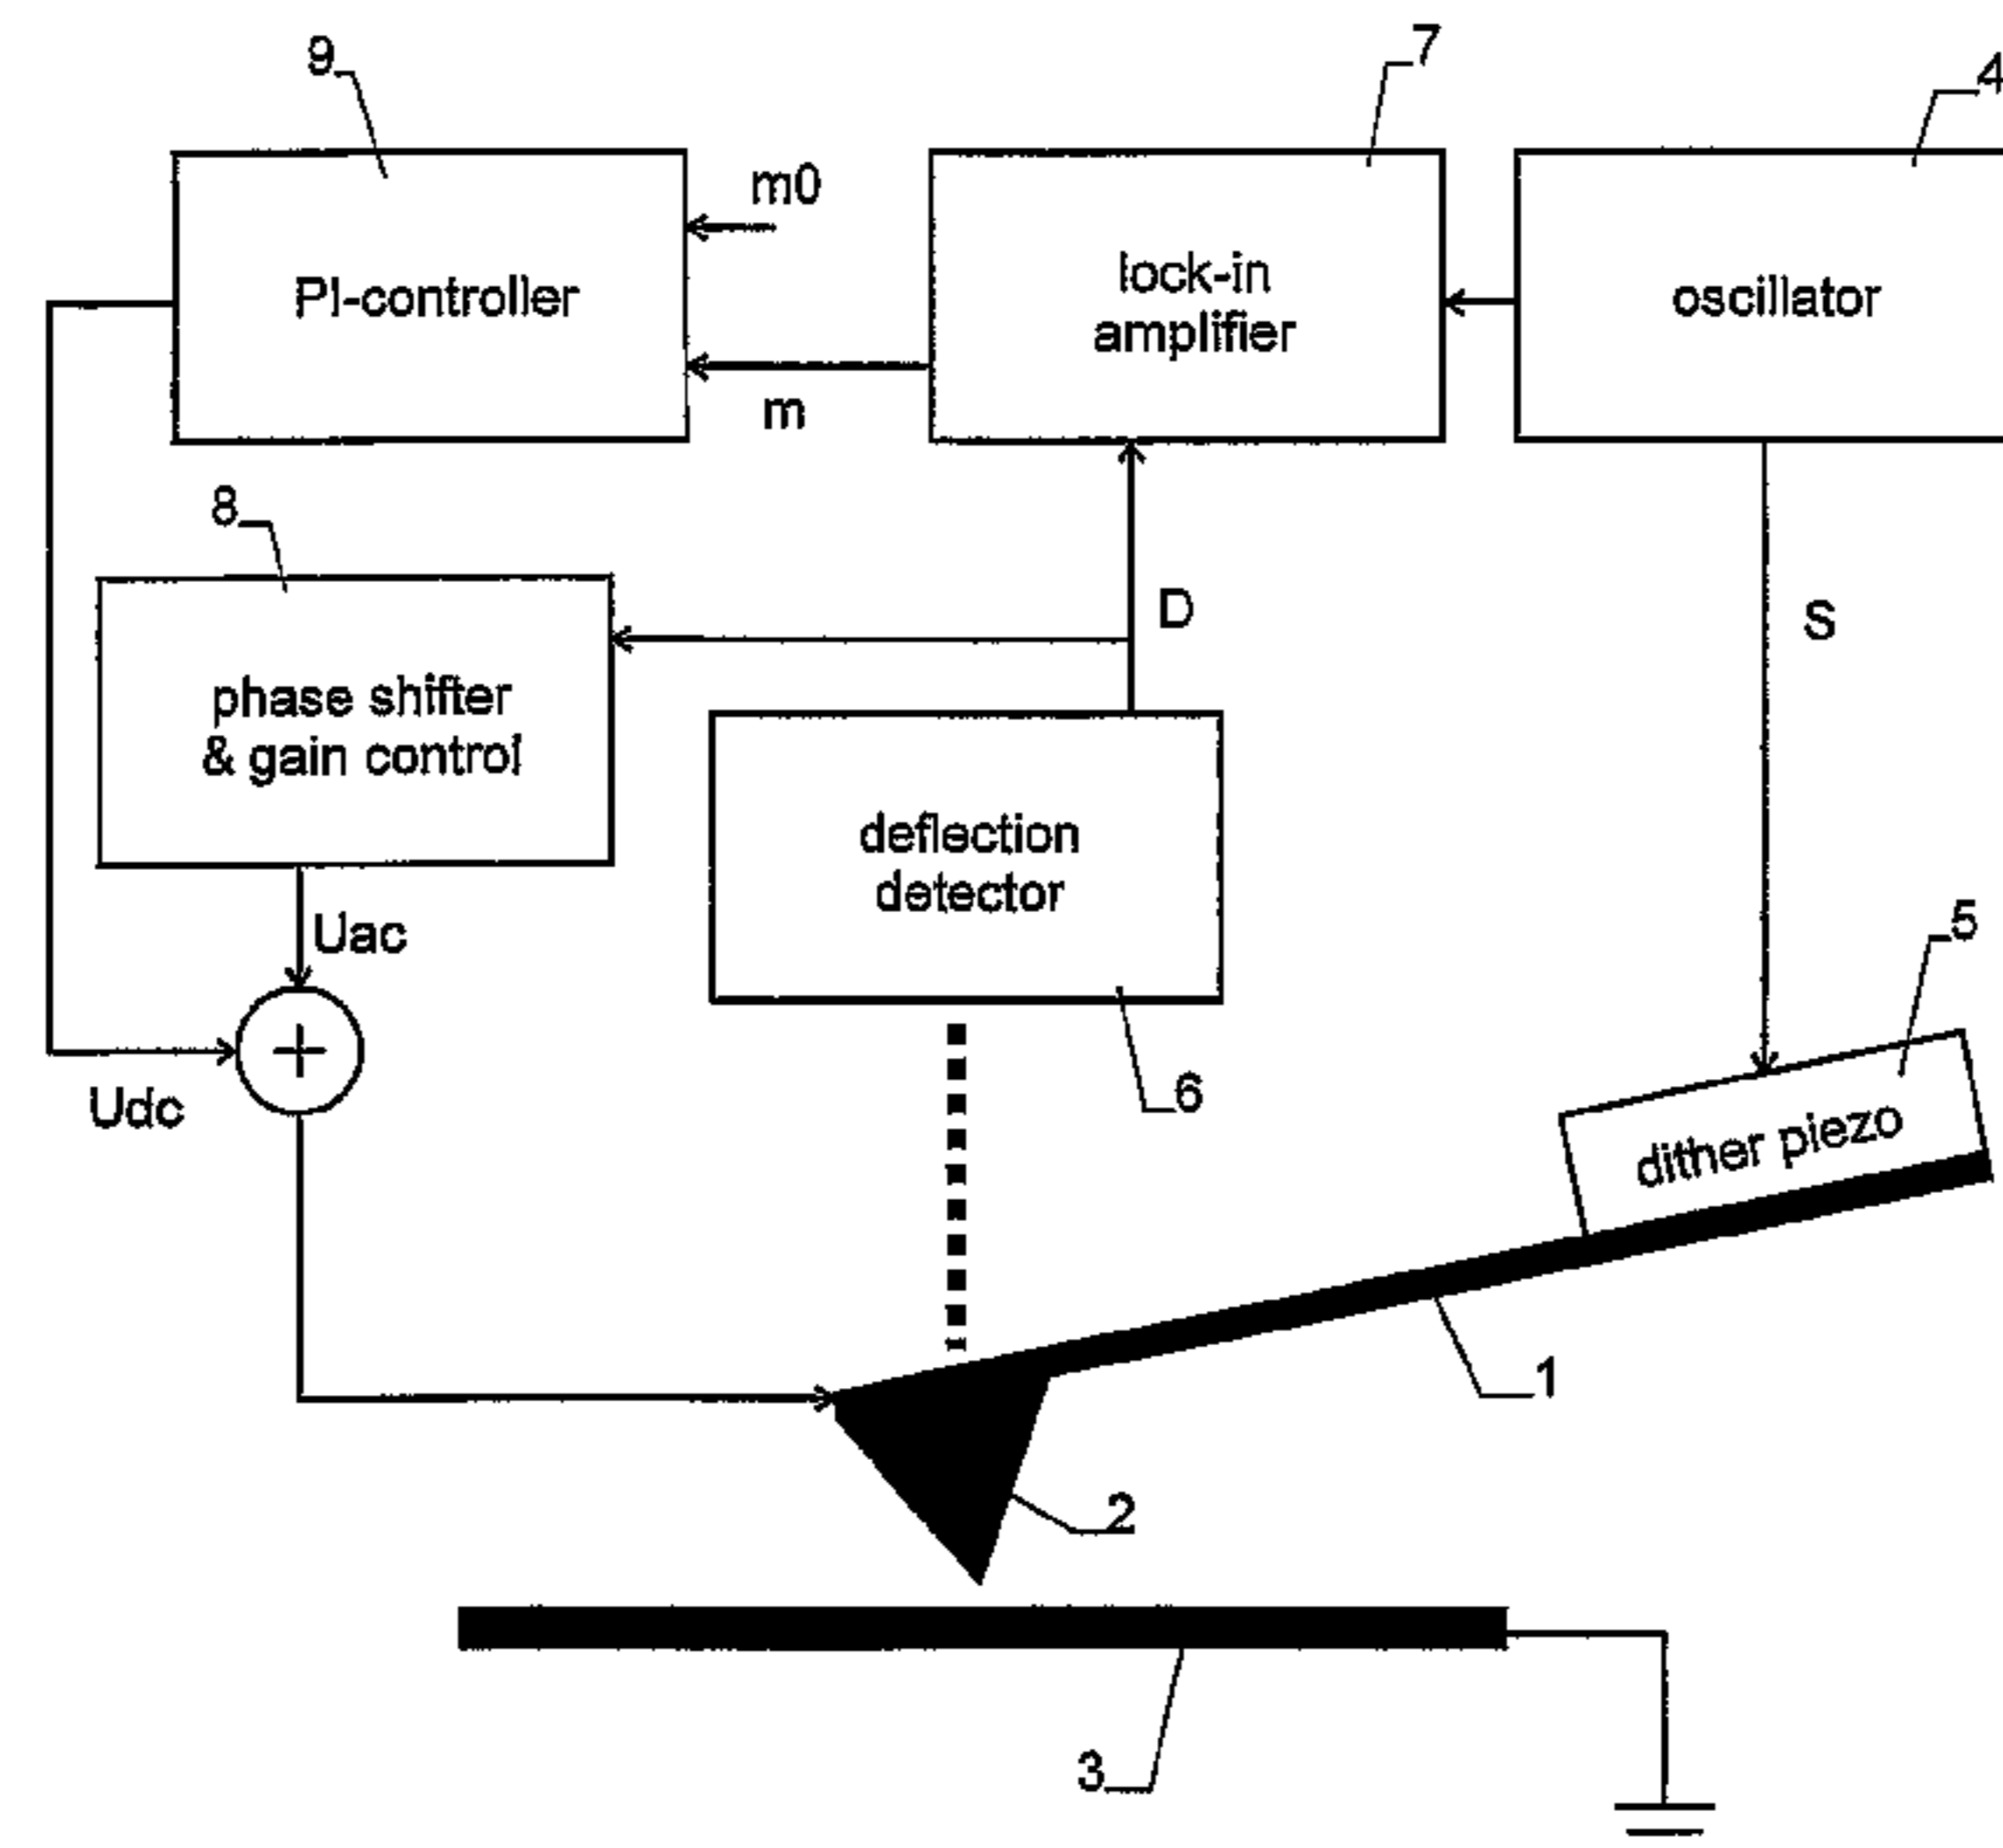 9
7
4
m0
PI-controller
lock-in
amplifier
oscillator
m
8
D
S
phase shifter
& gain control
deflection
detector
Uac
5
Udc
6
dither piezo
1
2
3